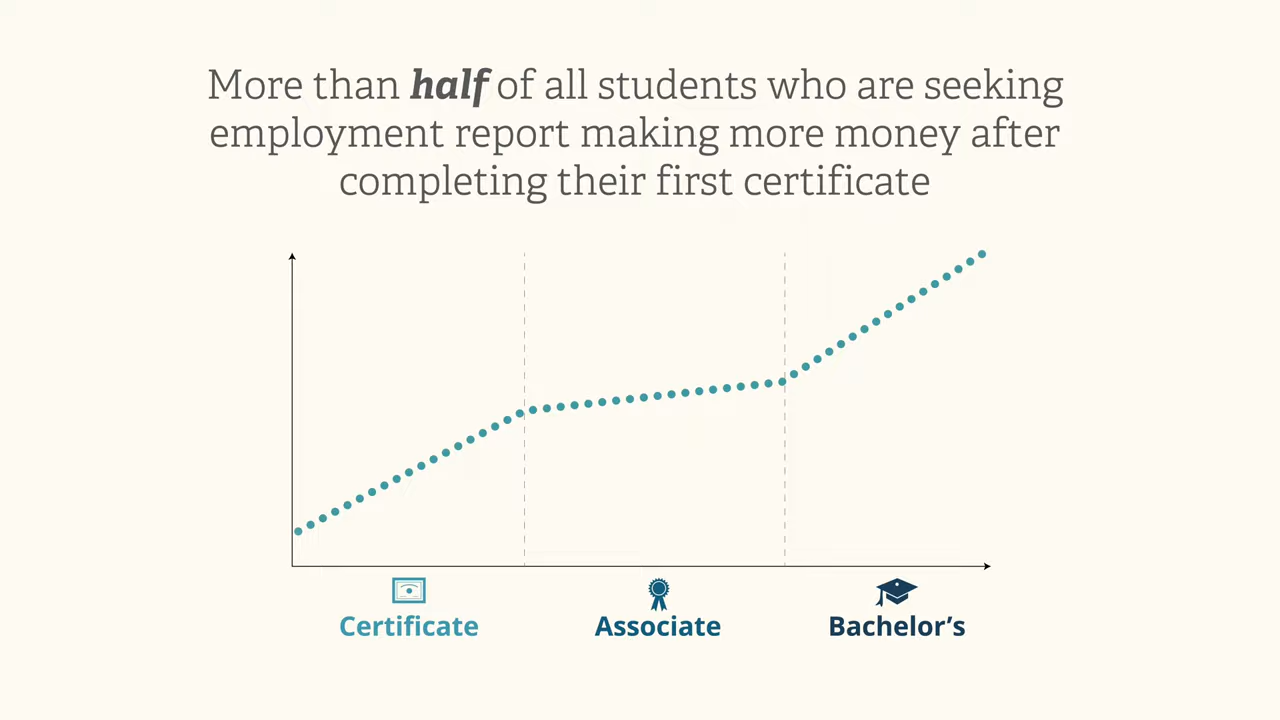 More than half of all students who are seeking
employment report making more money after
completing their first certificate
Certificate
Associate
Bachelor’s